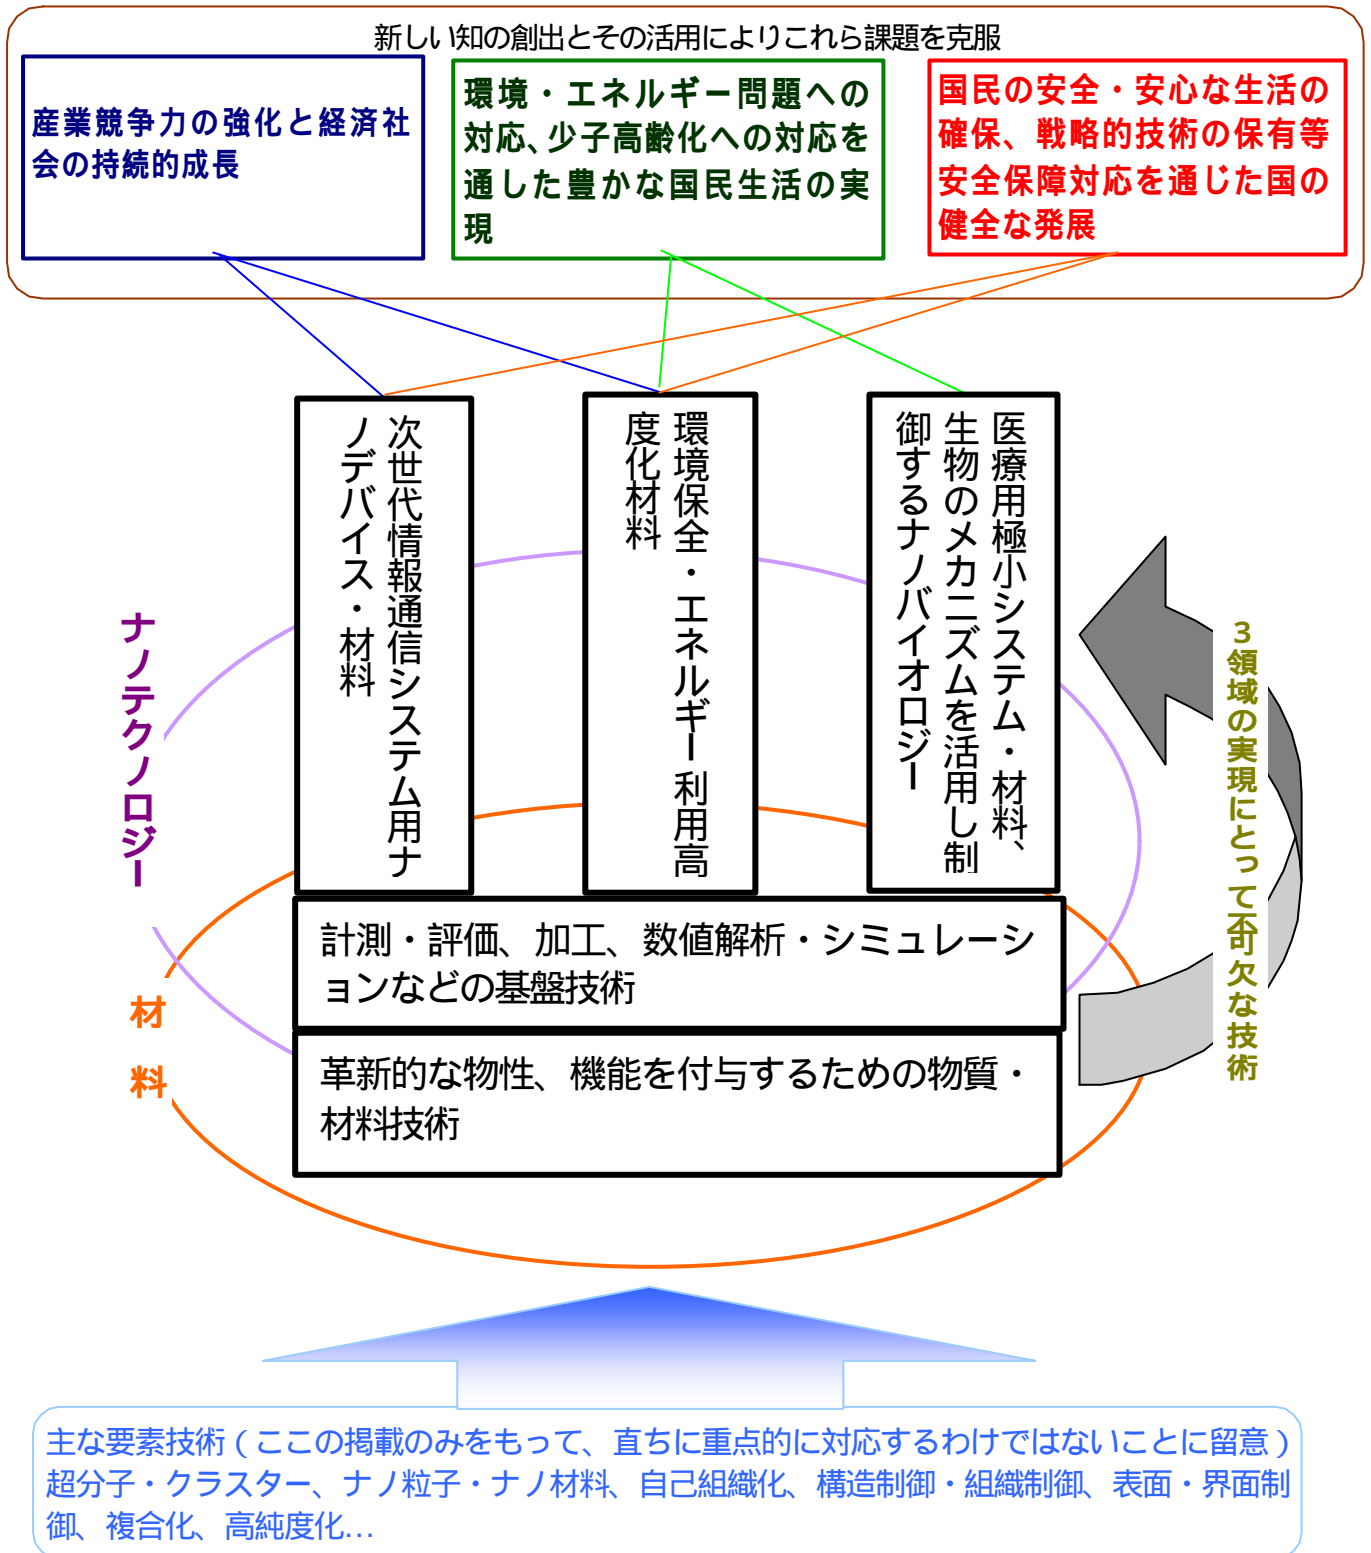 新しい知の創出とその活用によりこれら課題を克服
産業競争力の強化と経済社
会の持続的成長
環境・エネルギー問題への
対応、少子高齢化への対応を
通した豊かな国民生活の実
現
国民の安全・安心な生活の
確保、戦略的技術の保有等
安全保障対応を通じた国の
健全な発展
次世代情報通信システム用ナ
ノデバイス・材料
環境保全・エネルギー利用高
度化材料
医療用極小システム・材料、
生物のメカニズムを活用し制
御するナノバイオロジー
ナノテクノロジー
材料
3領域の実現にとって不可欠な技術
計測・評価、加工、数値解析・シミュレーシ
ョンなどの基盤技術
革新的な物性、機能を付与するための物質・
材料技術
主な要素技術（ここの掲載のみをもって、直ちに重点的に対応するわけではないことに留意）
超分子・クラスター、ナノ粒子・ナノ材料、自己組織化、構造制御・組織制御、表面・界面制
御、複合化、高純度化…